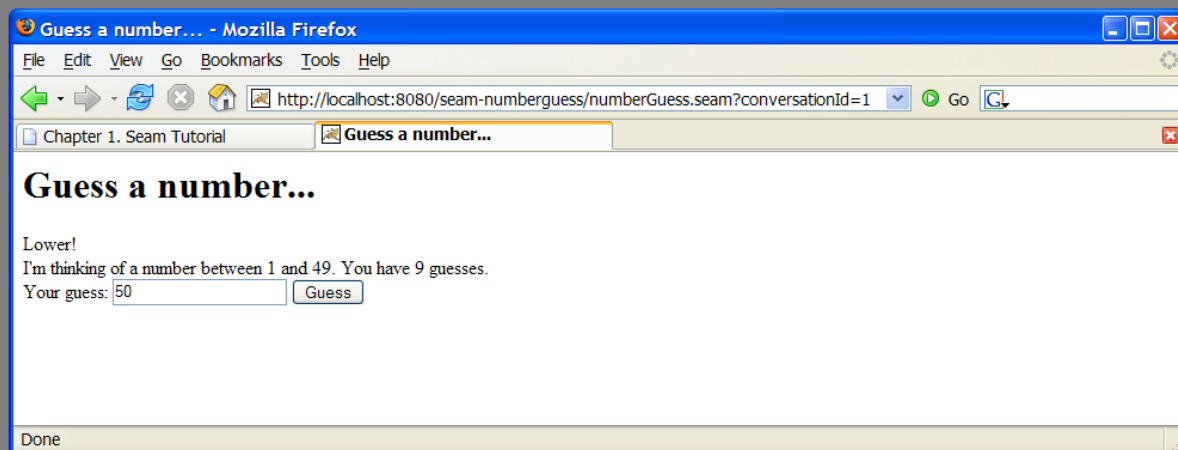 Guess a number... - Mozilla Firefox
File Edit View Go Bookmarks Tools Help
http://localhost:8080/seam-numberguess/numberGuess.seam?conversationId=1 Go G
Chapter 1. Seam Tutorial Guess a number...
Guess a number...
Lower!
I'm thinking of a number between 1 and 49. You have 9 guesses.
Your guess: 50 Guess
Done